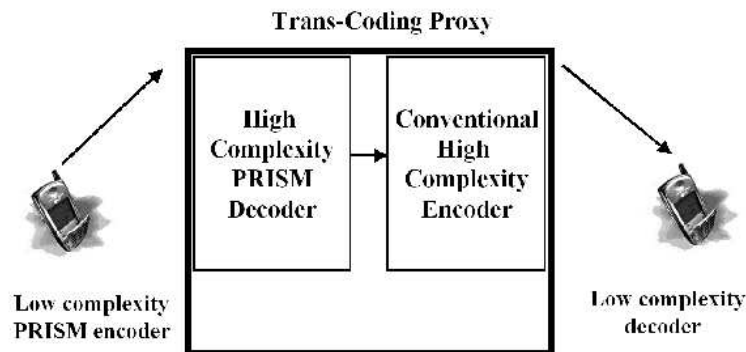 Trans-Coding Proxy
High
Complexity
PRISM
Decoder
Conventional
High
Complexity
Encoder
Low complexity
PRISM encoder
Low complexity
decoder